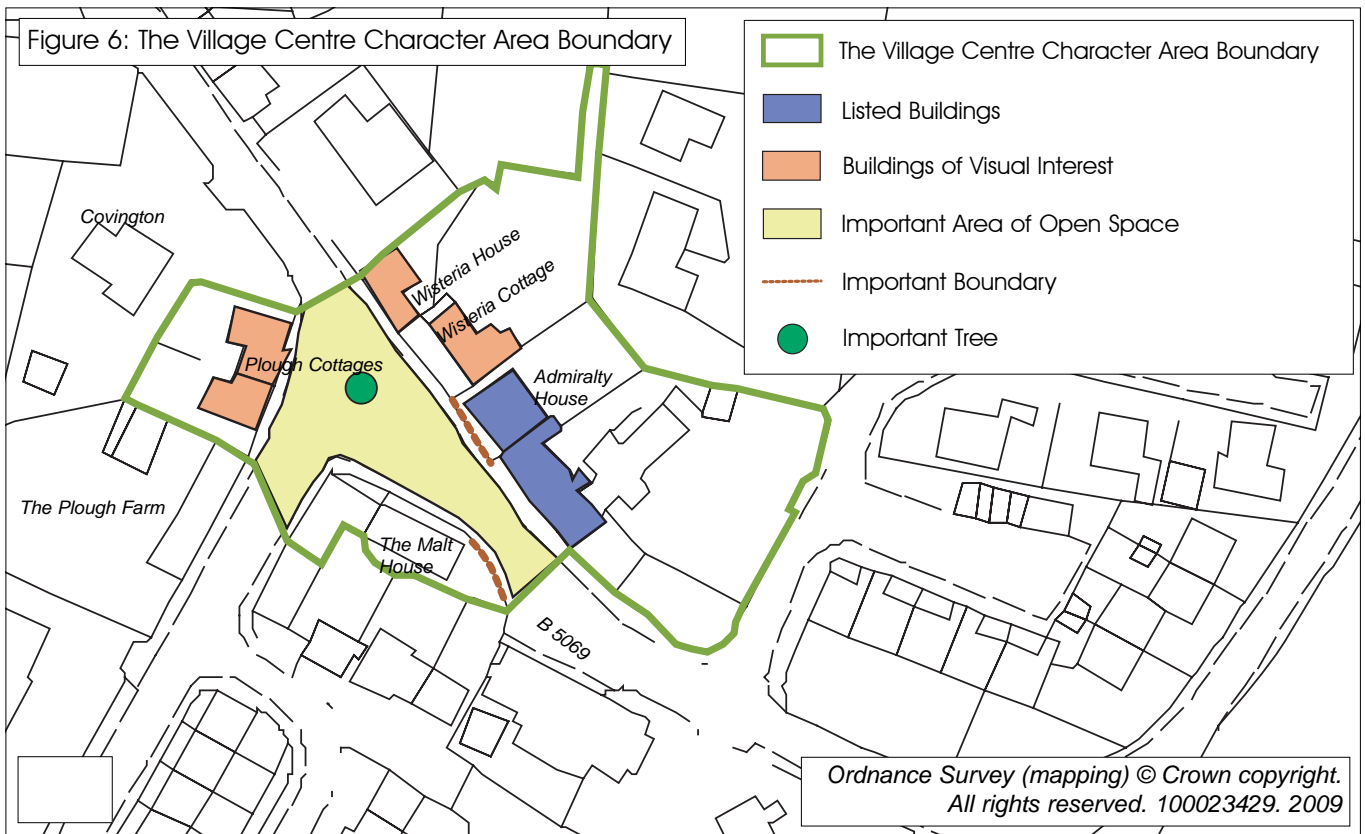 Figure 6: The Village Centre Character Area Boundary
The Village Centre Character Area Boundary
Listed Buildings
Buildings of Visual Interest
Important Area of Open Space
Important Boundary
Important Tree
Covington
Wisteria House
Wisteria Cottage
Plough Cottages
Admiralty
House
The Plough Farm
The Malt
House
B 5069
Ordnance Survey (mapping) © Crown copyright.
All rights reserved. 100023429. 2009